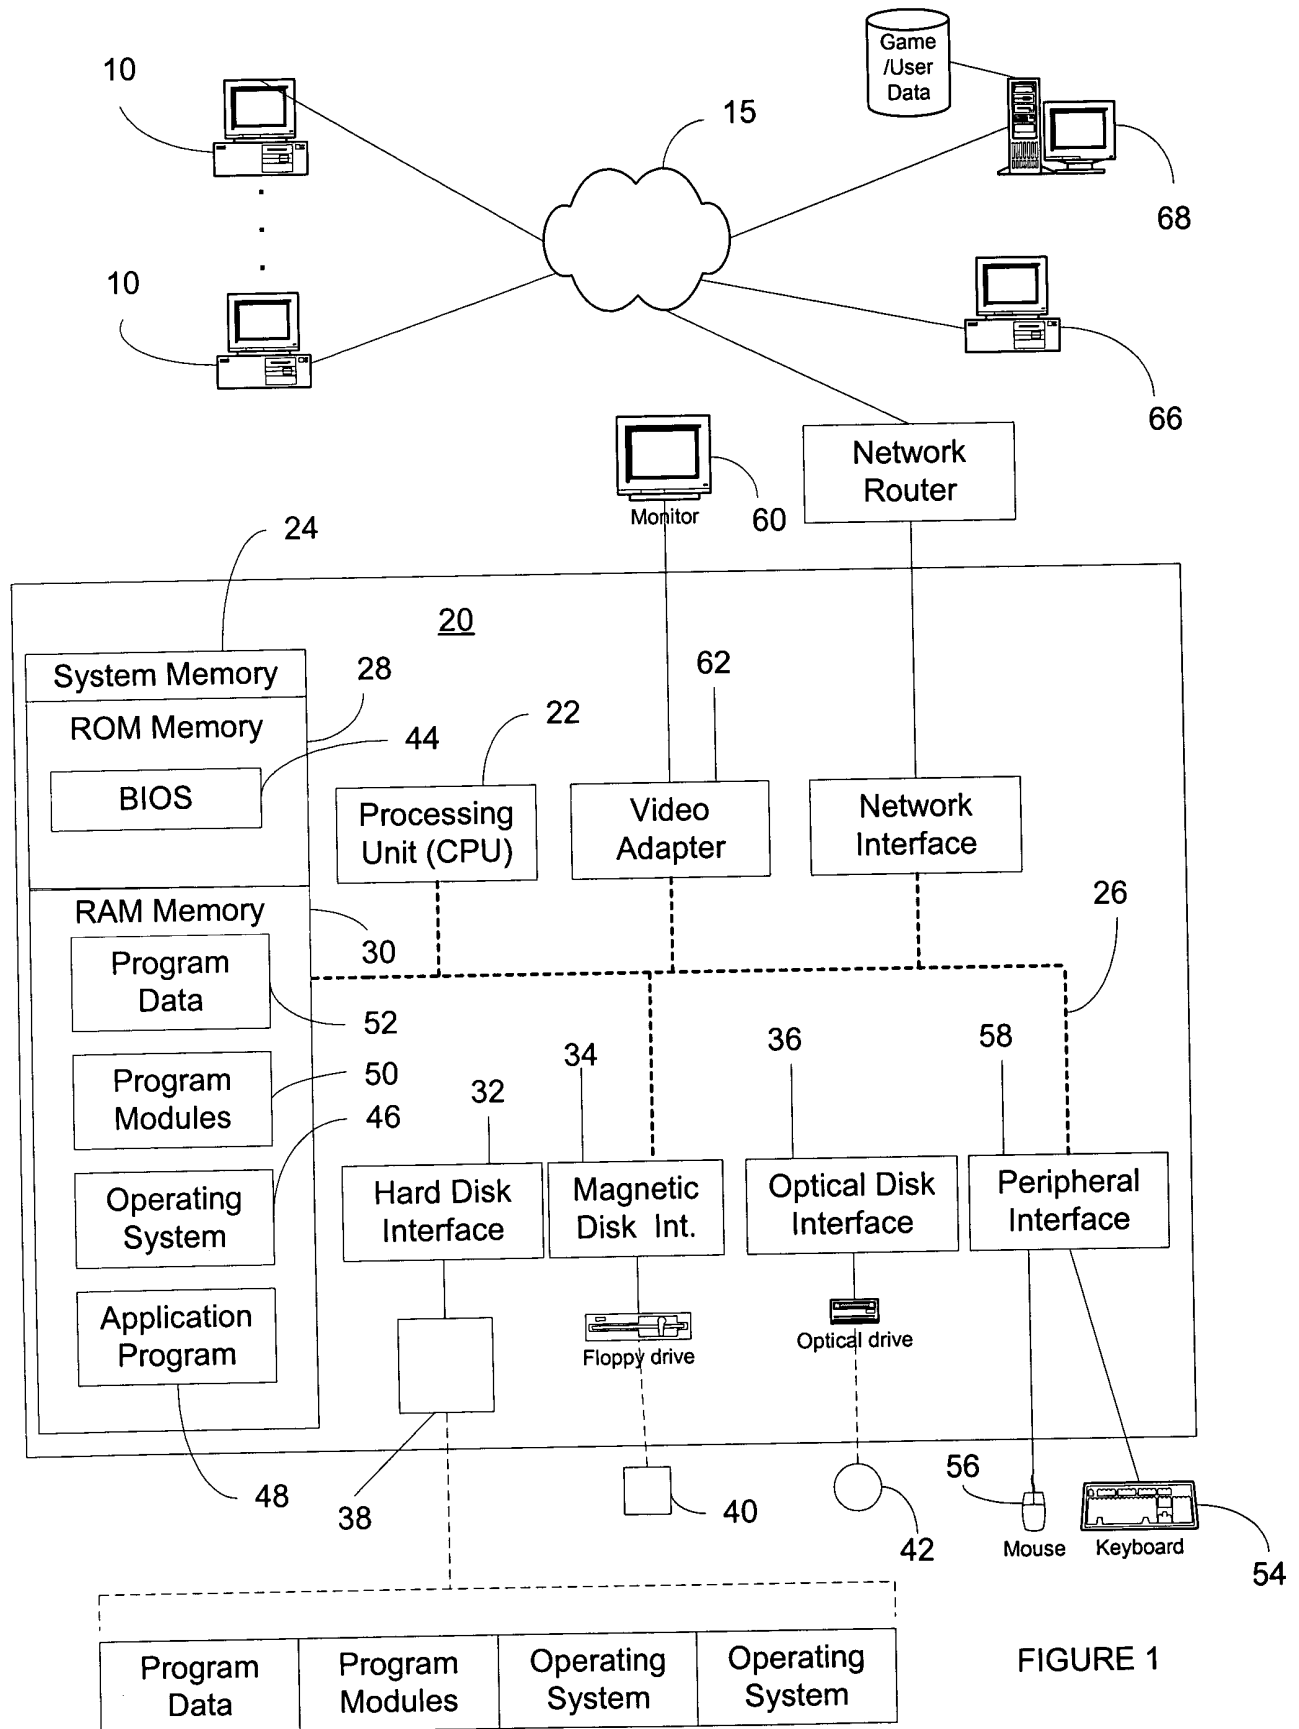 Game
/User
Data
10
15
68
10
66
Network
Router
Monitor
60
24
20
System Memory
28
62
ROM Memory
44
22
BIOS
Processing
Unit (CPU)
Video
Adapter
Network
Interface
RAM Memory
30
26
Program
Data
52
34
36
58
Program
Modules
50
32
46
Operating
System
Hard Disk
Interface
Magnetic
Disk Int.
Optical Disk
Interface
Peripheral
Interface
Application
Program
Floppy drive
Optical drive
48
38
40
42
56
Mouse
Keyboard
54
Program
Data
Program
Modules
Operating
System
Operating
System
FIGURE 1